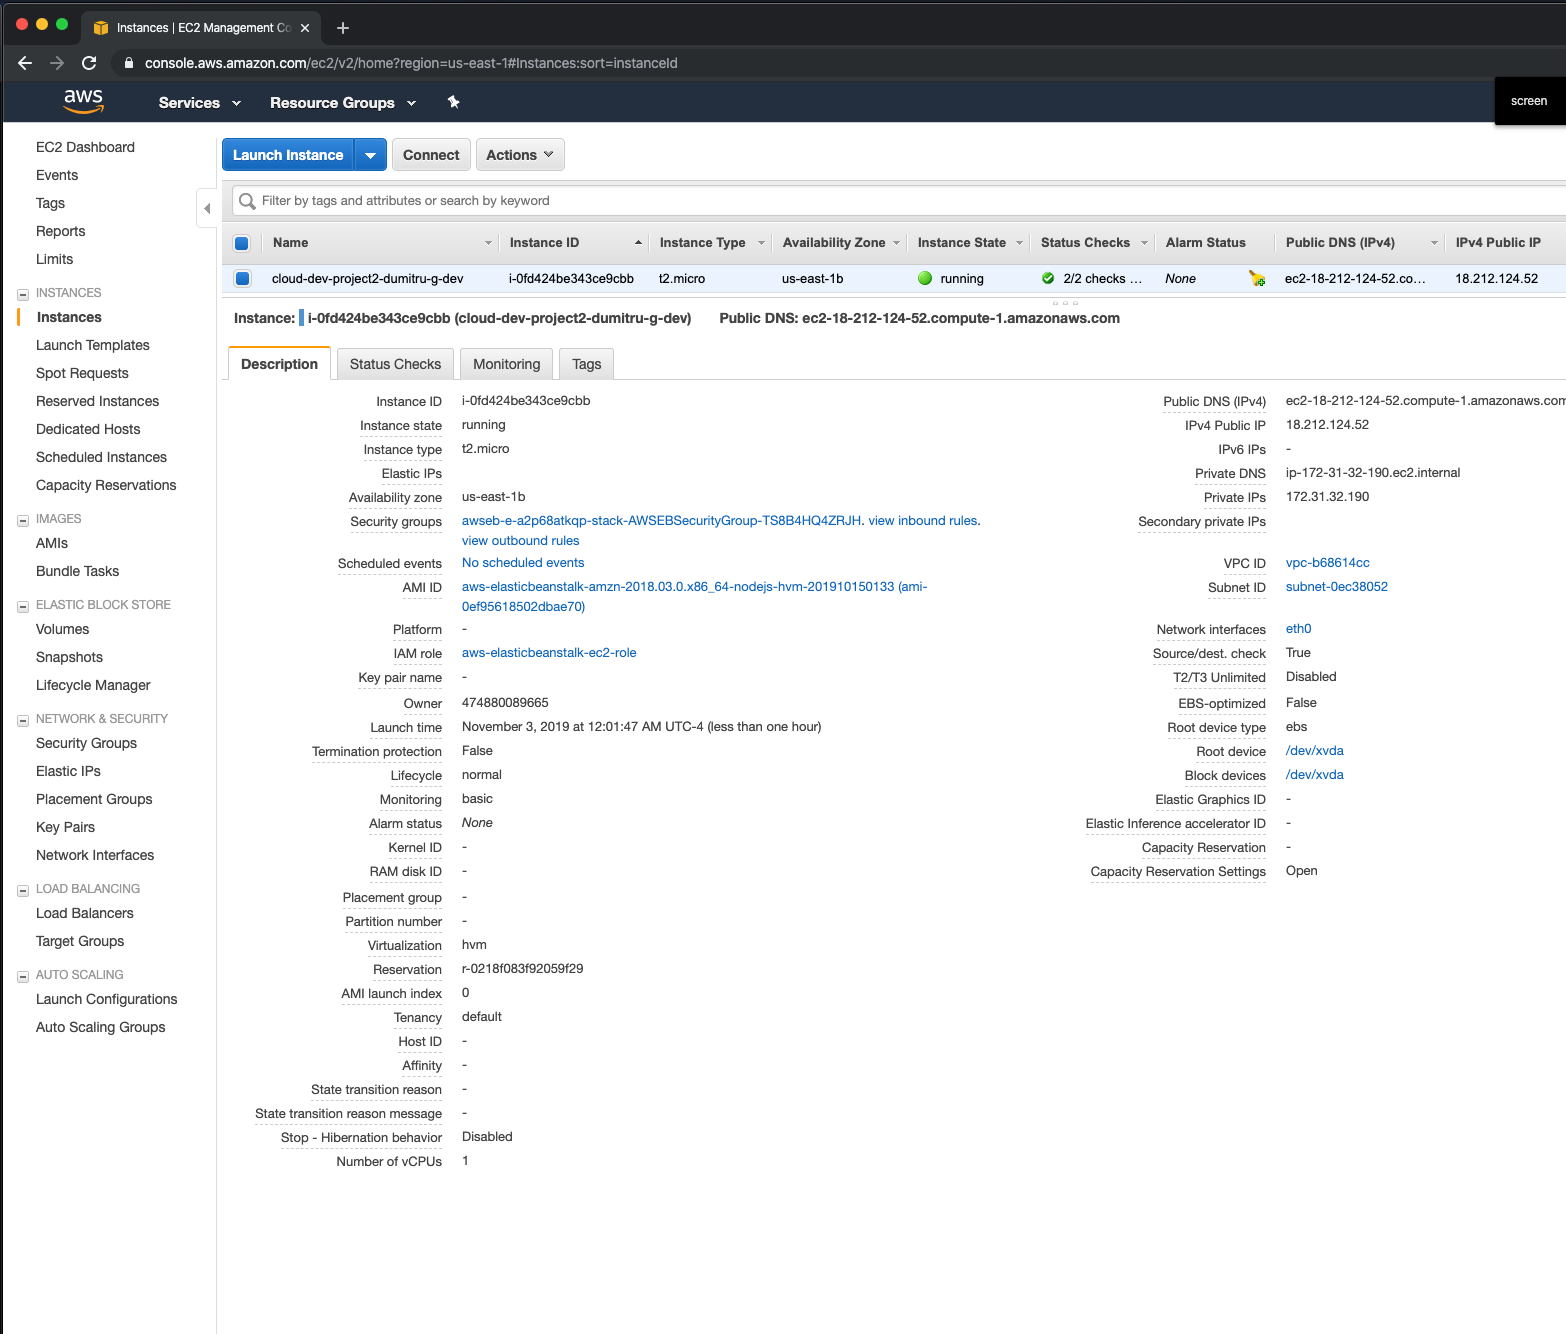 Instances | EC2 Management Co
console.aws.amazon.com/ec2/v2/home?region=us-east-1#Instances:sort=instanceId
aws Services Resource Groups
screen
EC2 Dashboard
Events
Tags
Reports
Limits
INSTANCES
Instances
Launch Templates
Spot Requests
Reserved Instances
Dedicated Hosts
Scheduled Instances
Capacity Reservations
IMAGES
AMIs
Bundle Tasks
ELASTIC BLOCK STORE
Volumes
Snapshots
Lifecycle Manager
NETWORK & SECURITY
Security Groups
Elastic IPs
Placement Groups
Key Pairs
Network Interfaces
LOAD BALANCING
Load Balancers
Target Groups
AUTO SCALING
Launch Configurations
Auto Scaling Groups
Launch Instance Connect Actions
Filter by tags and attributes or search by keyword
Name Instance ID Instance Type Availability Zone Instance State Status Checks Alarm Status Public DNS (IPv4) IPv4 Public IP
cloud-dev-project2-dumitru-g-dev i-0fd424be343ce9cbb t2.micro us-east-1b running 2/2 checks ... None ec2-18-212-124-52.co... 18.212.124.52
Instance: i-0fd424be343ce9cbb (cloud-dev-project2-dumitru-g-dev) Public DNS: ec2-18-212-124-52.compute-1.amazonaws.com
Description Status Checks Monitoring Tags
Instance ID i-0fd424be343ce9cbb
Instance state running
Instance type t2.micro
Elastic IPs
Availability zone us-east-1b
Security groups awseb-e-a2p68atkqp-stack-AWSEBSecurityGroup-TS8B4HQ4ZRJH. view inbound rules.
view outbound rules
Scheduled events No scheduled events
AMI ID aws-elasticbeanstalk-amzn-2018.03.0.x86_64-nodejs-hvm-201910150133 (ami-
0ef95618502dbae70)
Platform -
IAM role aws-elasticbeanstalk-ec2-role
Key pair name -
Owner 474880089665
Launch time November 3, 2019 at 12:01:47 AM UTC-4 (less than one hour)
Termination protection False
Lifecycle normal
Monitoring basic
Alarm status None
Kernel ID -
RAM disk ID -
Placement group -
Partition number -
Virtualization hvm
Reservation r-0218f083f92059f29
AMI launch index 0
Tenancy default
Host ID -
Affinity -
State transition reason -
State transition reason message -
Stop - Hibernation behavior Disabled
Number of vCPUs 1
Public DNS (IPv4) ec2-18-212-124-52.compute-1.amazonaws.com
IPv4 Public IP 18.212.124.52
IPv6 IPs -
Private DNS ip-172-31-32-190.ec2.internal
Private IPs 172.31.32.190
Secondary private IPs
VPC ID vpc-b68614cc
Subnet ID subnet-0ec38052
Network interfaces eth0
Source/dest. check True
T2/T3 Unlimited Disabled
EBS-optimized False
Root device type ebs
Root device /dev/xvda
Block devices /dev/xvda
Elastic Graphics ID -
Elastic Inference accelerator ID -
Capacity Reservation -
Capacity Reservation Settings Open